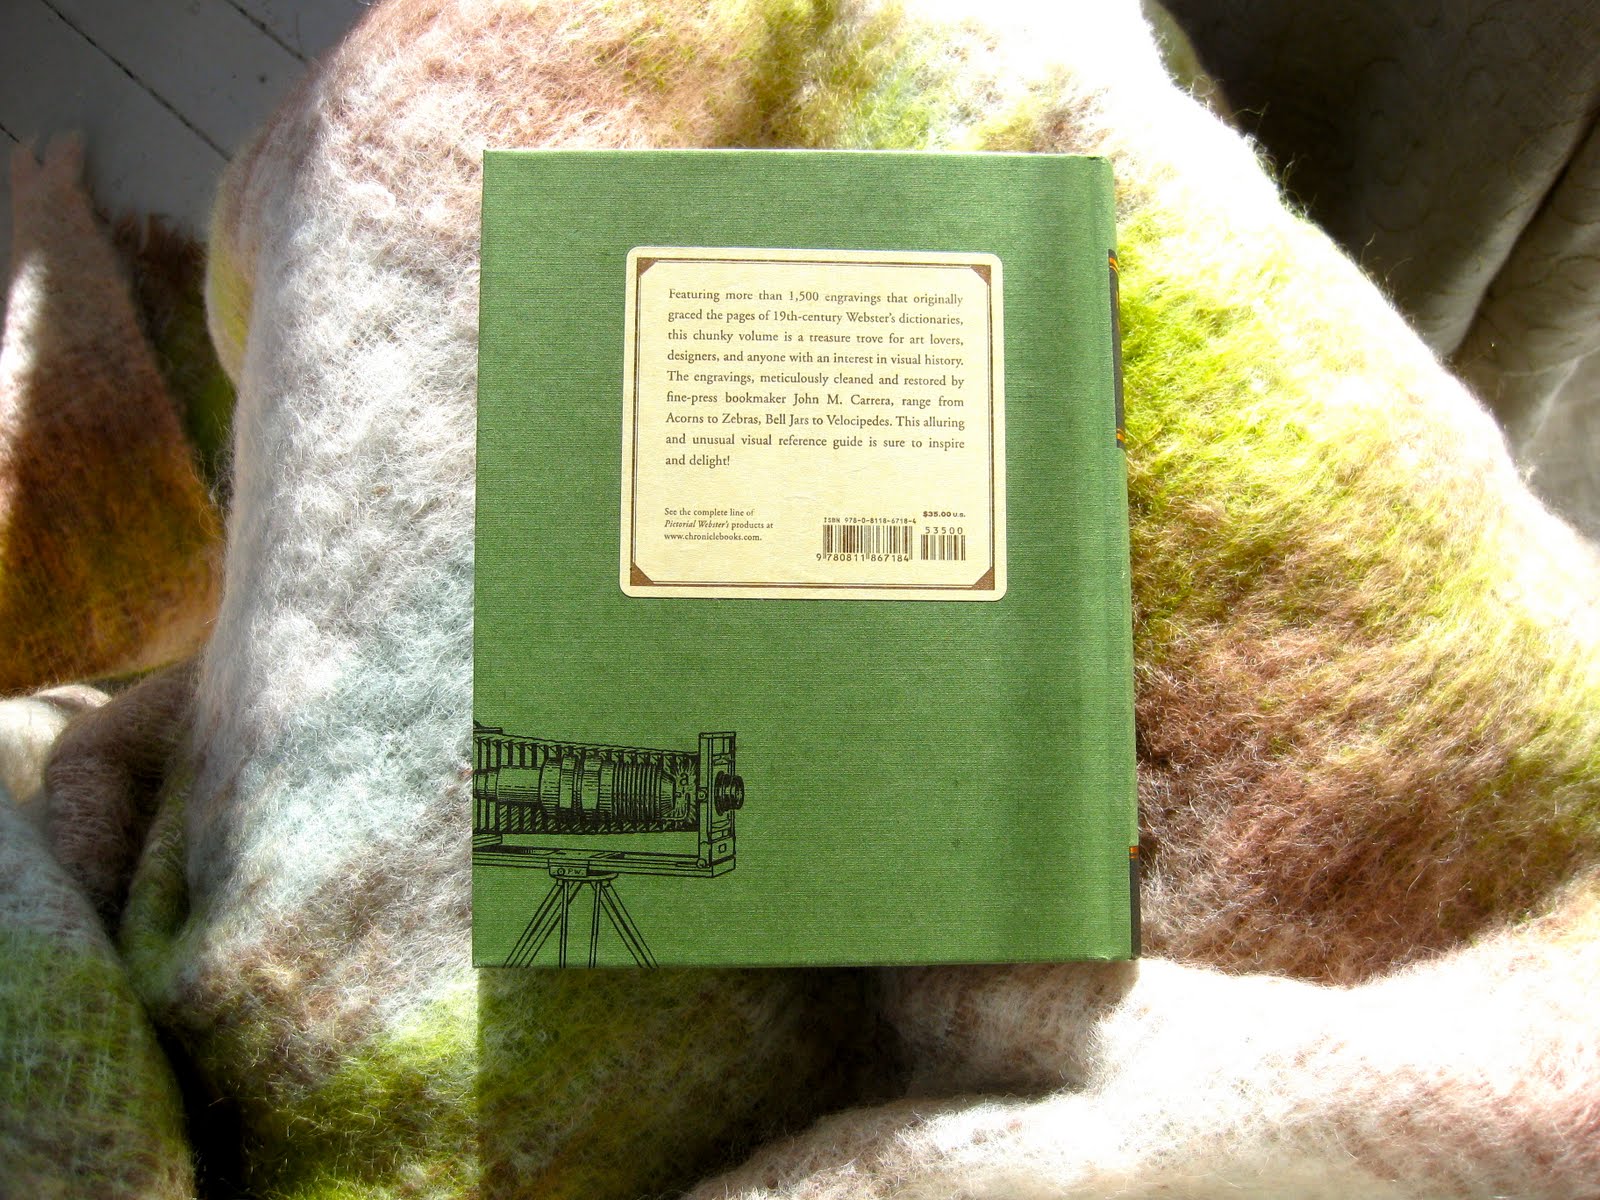 Featuring more than 1,500 engravings that originally
graced the pages of 19th-century Webster's dictionaries,
this chunky volume is a treasure trove for art lovers,
designers, and anyone with an interest in visual history.
The engravings, meticulously cleaned and restored by
fine-press bookmaker John M. Carrera, range from
Acorns to Zebras, Bell Jars to Velocipedes. This alluring
and unusual visual reference guide is sure to inspire
and delight!
See the complete line of
Pictorial Webster's products at
www.chroniclebooks.com.
$35.00 U.S.
ISBN 978-0-8118-6718-4
53500
9 780811 867184
F.W.